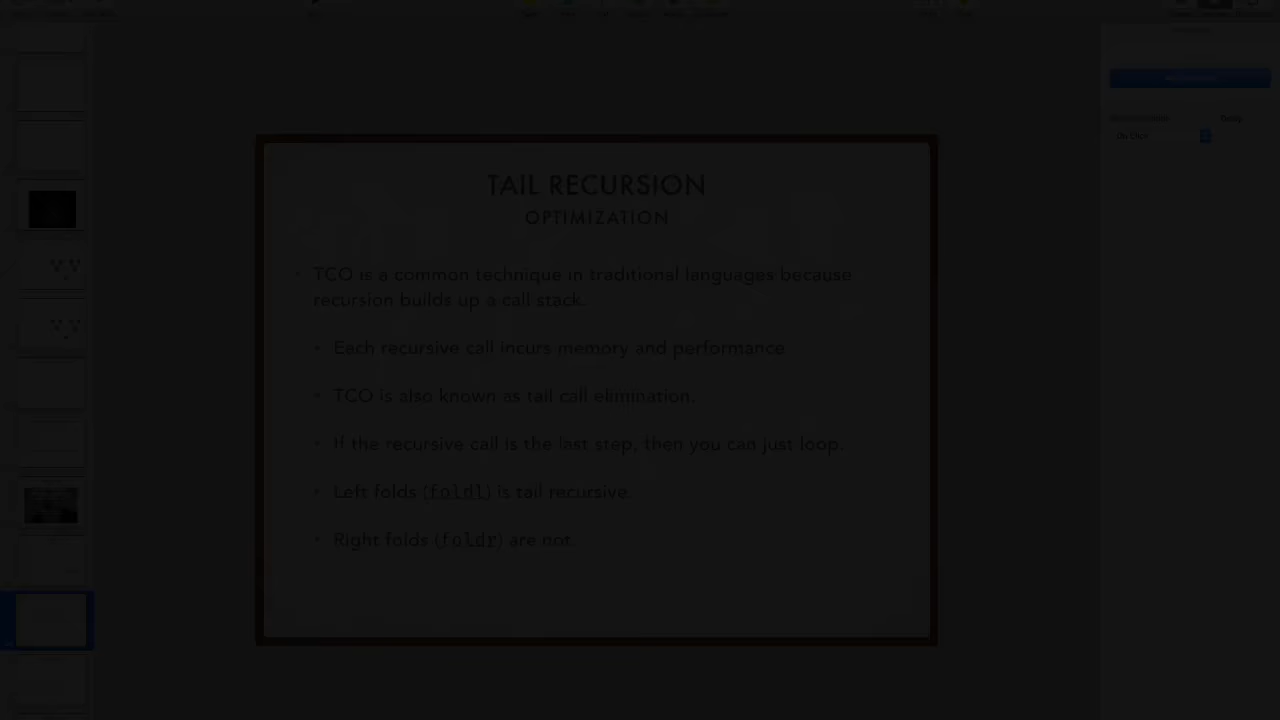 TAIL RECURSION
OPTIMIZATION
• TCO is a common technique in traditional languages because
recursion builds up a call stack.
• Each recursive call incurs memory and performance
• TCO is also known as tail call elimination.
• If the recursive call is the last step, then you can just loop.
• Left folds (foldl) is tail recursive.
• Right folds (foldr) are not.
On Click